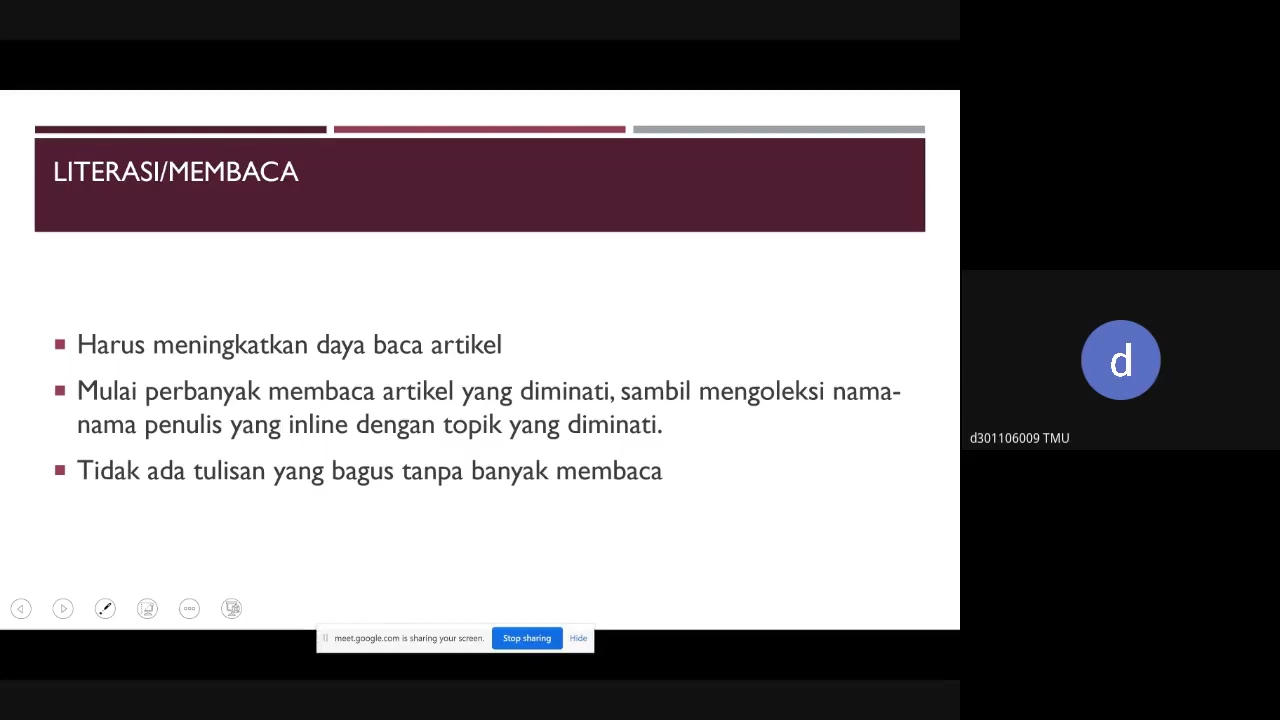 LITERASI/MEMBACA
Harus meningkatkan daya baca artikel
Mulai perbanyak membaca artikel yang diminati, sambil mengoleksi nama-
nama penulis yang inline dengan topik yang diminati.
Tidak ada tulisan yang bagus tanpa banyak membaca
d
d301106009 TMU
meet.google.com is sharing your screen. Stop sharing Hide